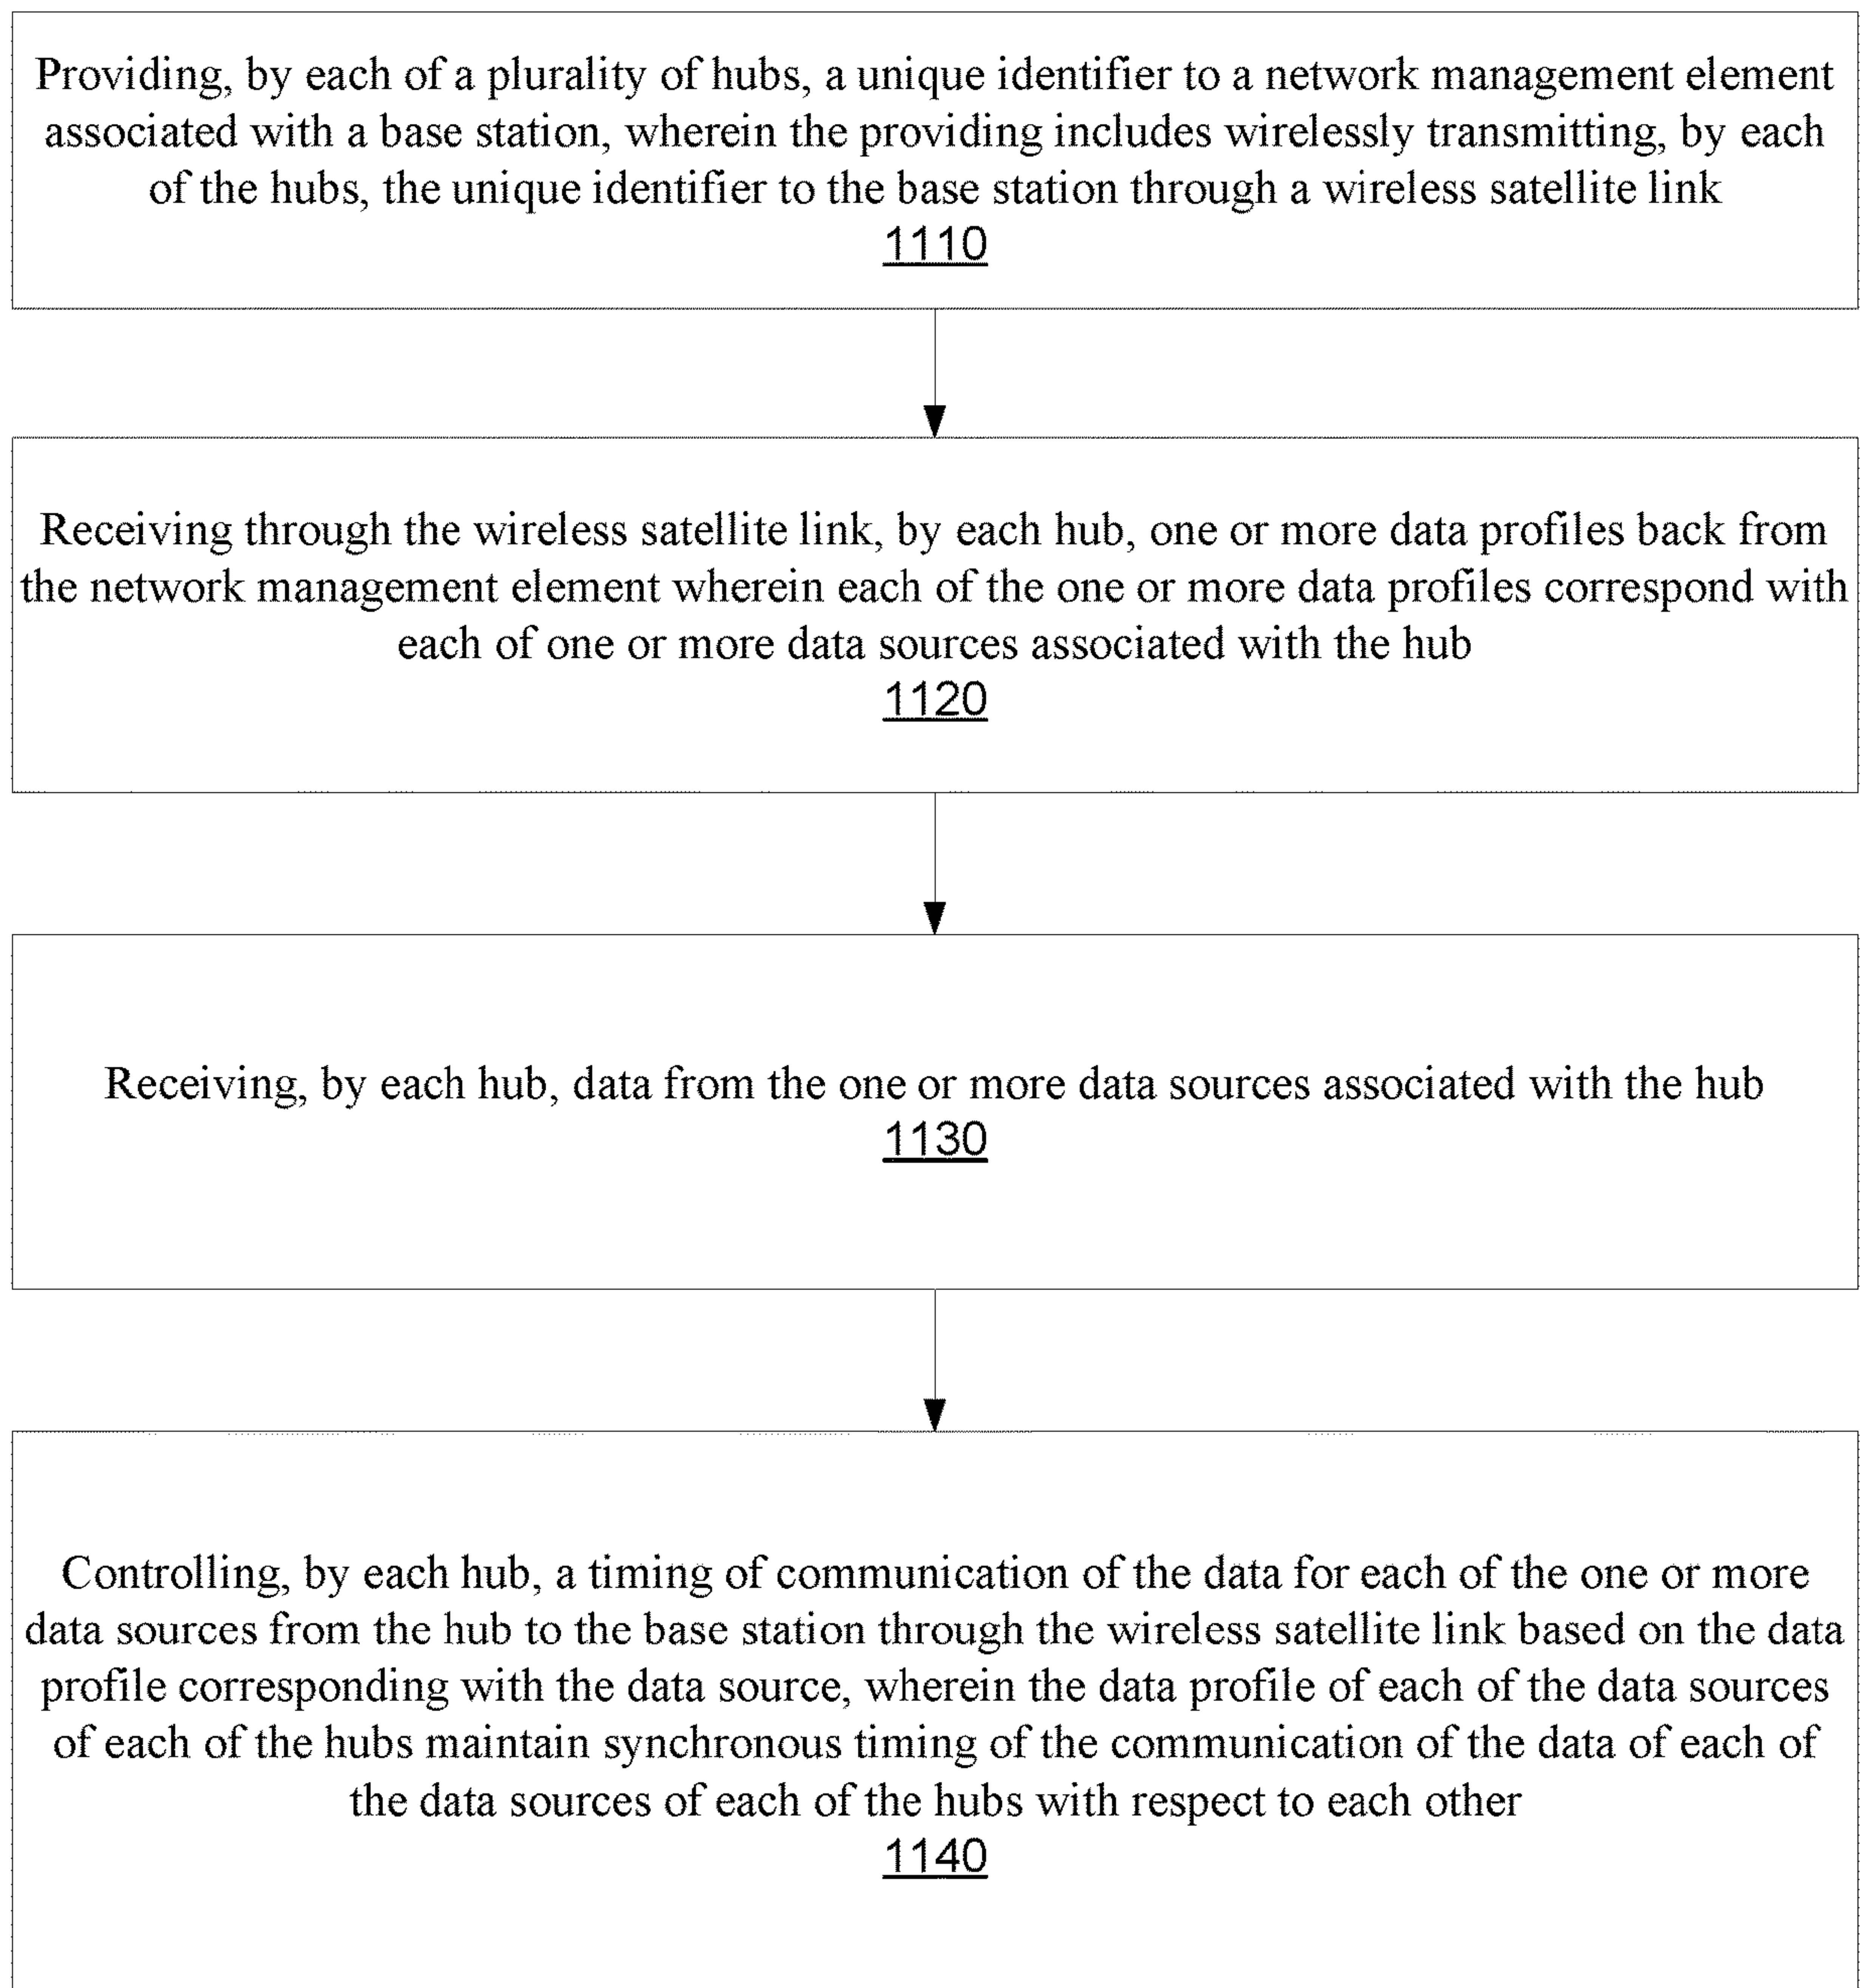 Providing, by each of a plurality of hubs, a unique identifier to a network management element
associated with a base station, wherein the providing includes wirelessly transmitting, by each
of the hubs, the unique identifier to the base station through a wireless satellite link
1110
Receiving through the wireless satellite link, by each hub, one or more data profiles back from
the network management element wherein each of the one or more data profiles correspond with
each of one or more data sources associated with the hub
1120
Receiving, by each hub, data from the one or more data sources associated with the hub
1130
Controlling, by each hub, a timing of communication of the data for each of the one or more
data sources from the hub to the base station through the wireless satellite link based on the data
profile corresponding with the data source, wherein the data profile of each of the data sources
of each of the hubs maintain synchronous timing of the communication of the data of each of
the data sources of each of the hubs with respect to each other
1140